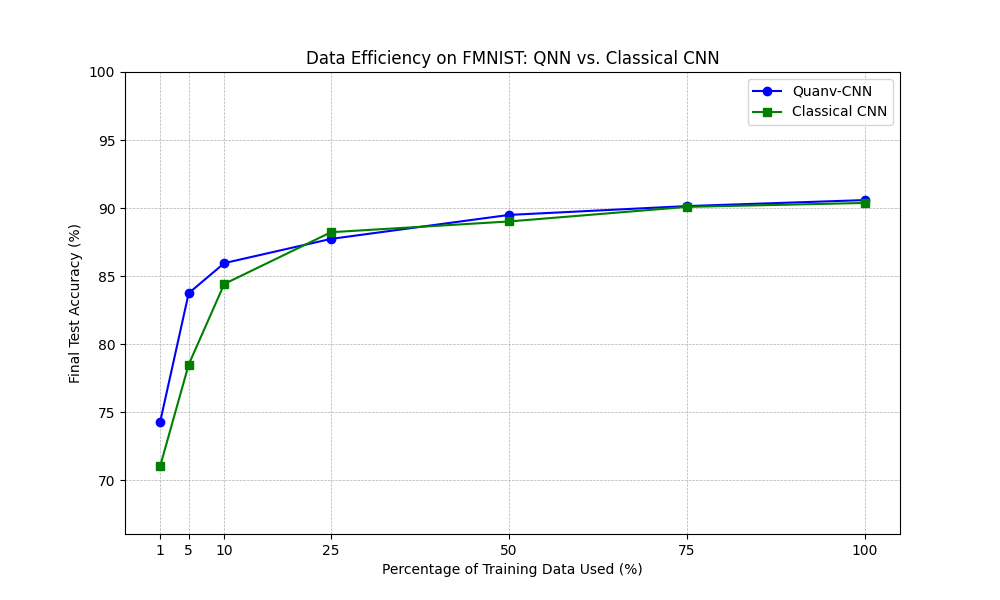 Data Efficiency on FMNIST: QNN vs. Classical CNN
Quanv-CNN
Classical CNN
Final Test Accuracy (%)
100
95
90
85
80
75
70
1 5 10 25 50 75 100
Percentage of Training Data Used (%)